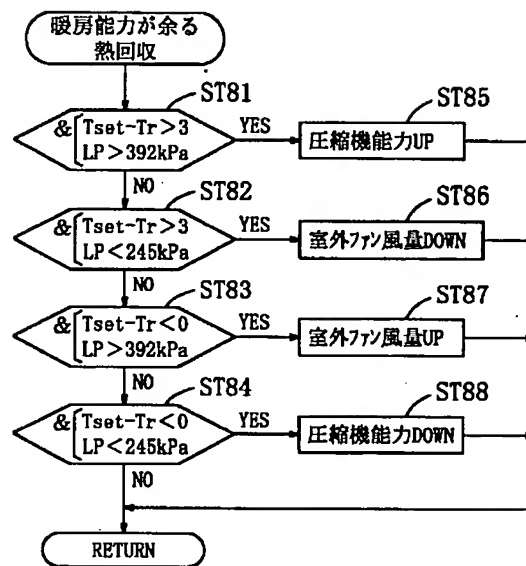 暖房能力が余る
熱回収
ST81
& Tset-Tr>3
LP>392kPa
YES
ST85
圧縮機能力UP
NO
ST82
& Tset-Tr>3
LP<245kPa
YES
ST86
室外ファン風量DOWN
NO
ST83
& Tset-Tr<0
LP>392kPa
YES
ST87
室外ファン風量UP
NO
ST84
& Tset-Tr<0
LP<245kPa
YES
ST88
圧縮機能力DOWN
NO
RETURN